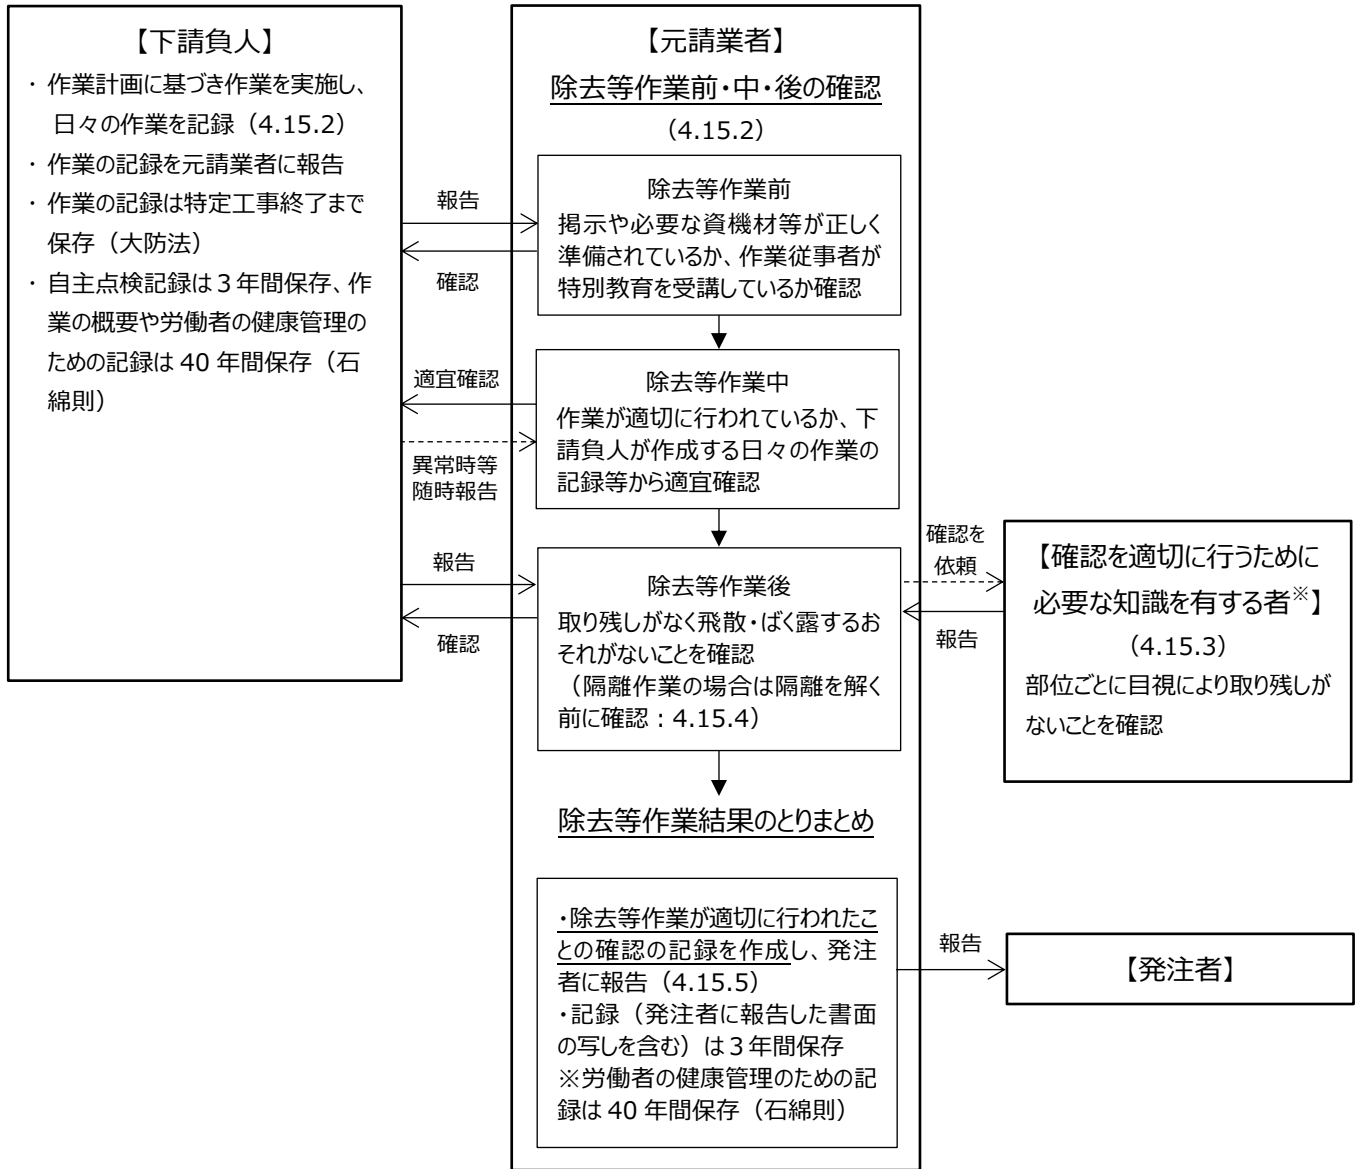 【下請負人】
・ 作業計画に基づき作業を実施し、
日々の作業を記録（4.15.2）
・ 作業の記録を元請業者に報告
・ 作業の記録は特定工事終了まで
保存（大防法）
・ 自主点検記録は３年間保存、作
業の概要や労働者の健康管理の
ための記録は 40 年間保存（石
綿則）
報告
確認
適宜確認
異常時等
随時報告
報告
確認
【元請業者】
除去等作業前・中・後の確認
（4.15.2）
除去等作業前
掲示や必要な資機材等が正しく
準備されているか、作業従事者が
特別教育を受講しているか確認
除去等作業中
作業が適切に行われているか、下
請負人が作成する日々の作業の
記録等から適宜確認
除去等作業後
取り残しがなく飛散・ばく露するお
それがないことを確認
（隔離作業の場合は隔離を解く
前に確認：4.15.4）
除去等作業結果のとりまとめ
・除去等作業が適切に行われたこ
との確認の記録を作成し、発注
者に報告（4.15.5）
・記録（発注者に報告した書面
の写しを含む）は３年間保存
※労働者の健康管理のための記
録は 40 年間保存（石綿則）
確認を
依頼
報告
【確認を適切に行うために
必要な知識を有する者※】
（4.15.3）
部位ごとに目視により取り残しが
ないことを確認
報告
【発注者】